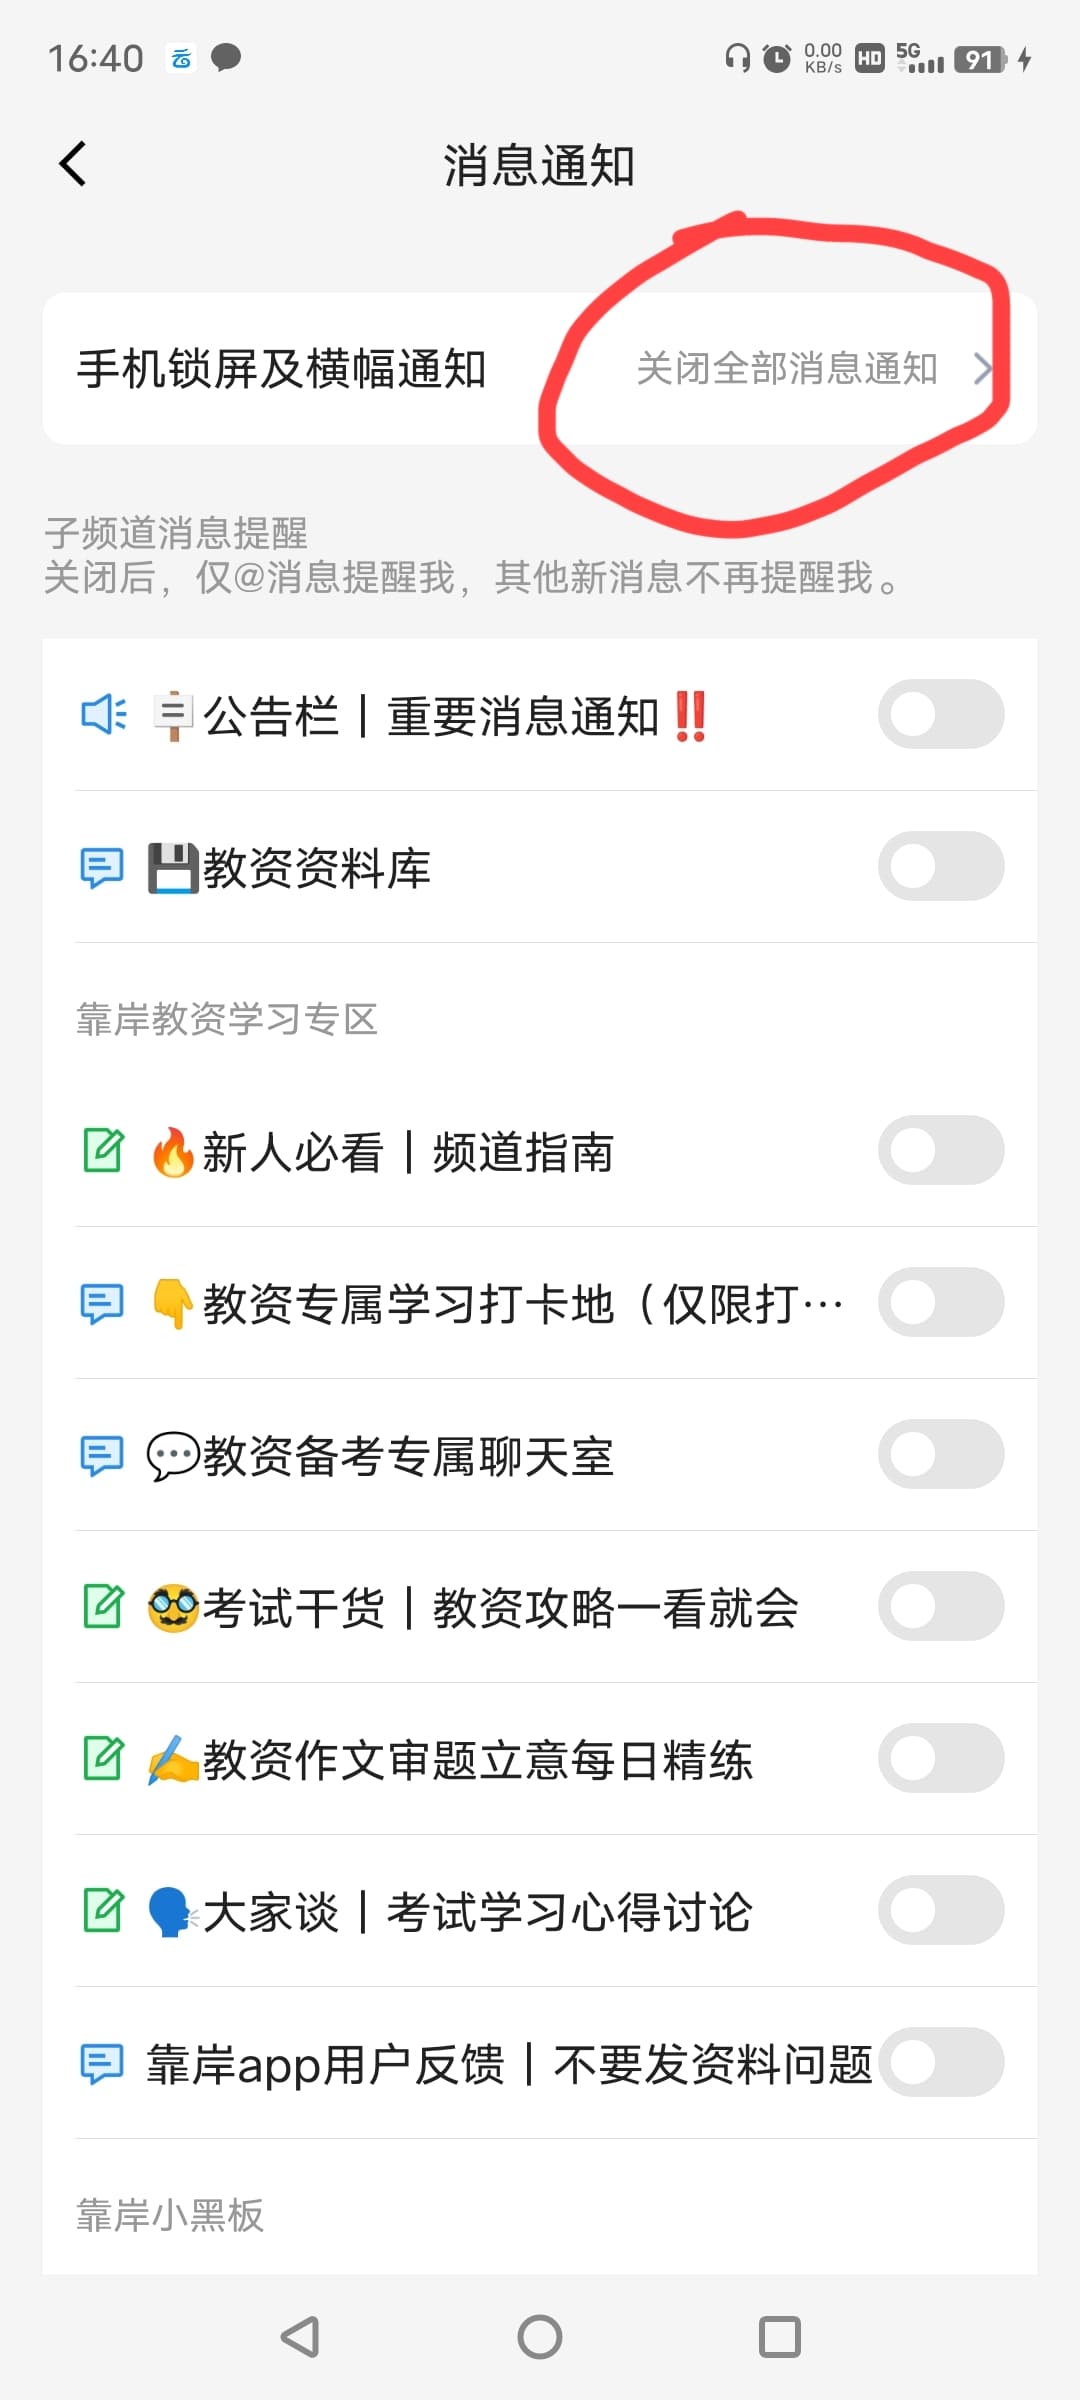 16:40 0.00 KB/s HD 5G 91
消息通知
手机锁屏及横幅通知 关闭全部消息通知
子频道消息提醒
关闭后，仅@消息提醒我，其他新消息不再提醒我。
公告栏｜重要消息通知‼️
教资资料库
靠岸教资学习专区
🔥新人必看｜频道指南
👇教资专属学习打卡地（仅限打…
💬教资备考专属聊天室
🥸考试干货｜教资攻略一看就会
✍️教资作文审题立意每日精练
🗣️大家谈｜考试学习心得讨论
靠岸app用户反馈｜不要发资料问题
靠岸小黑板